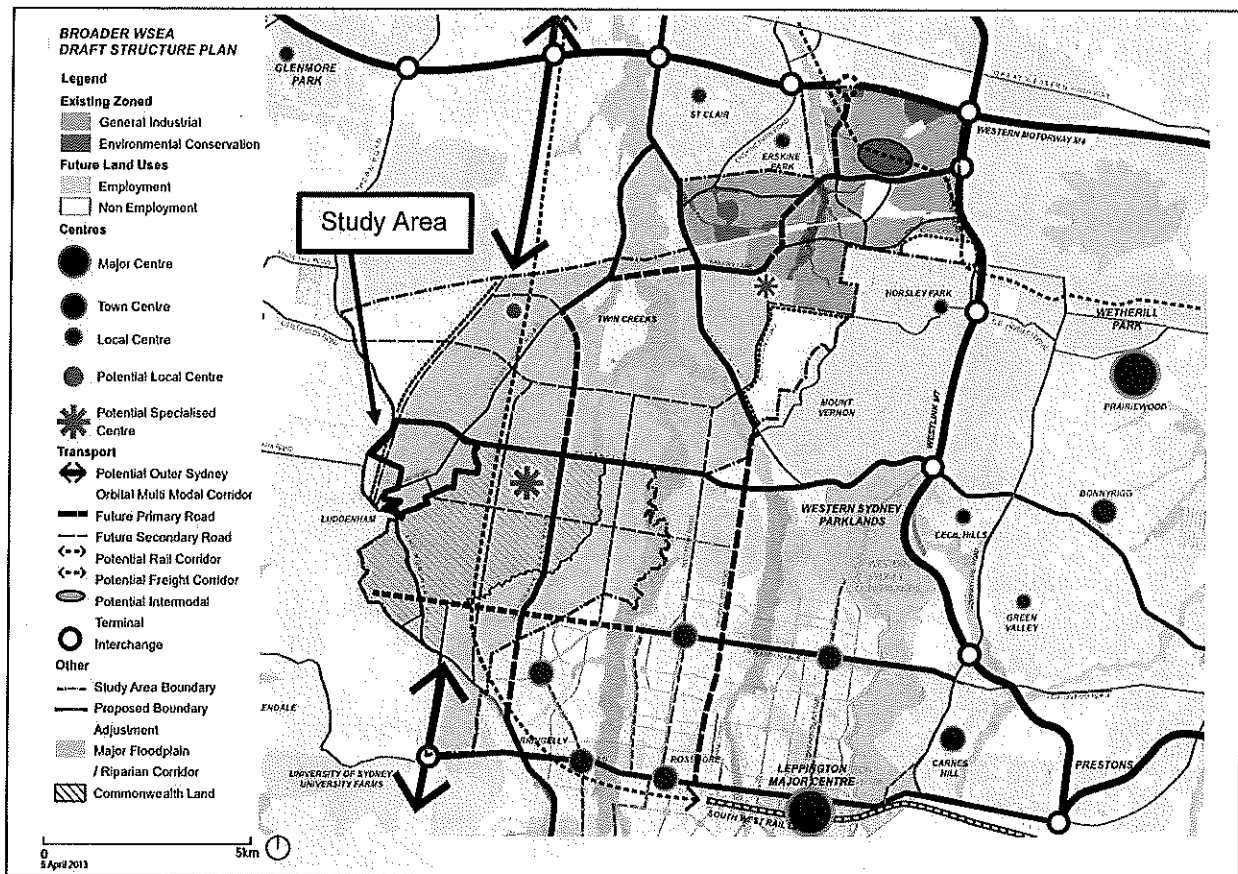 BROADER WSEA
DRAFT STRUCTURE PLAN
Legend
Existing Zoned
General Industrial
Environmental Conservation
Future Land Uses
Employment
Non Employment
Centres
Major Centre
Town Centre
Local Centre
Potential Local Centre
Potential Specialised
Centre
Transport
Potential Outer Sydney
Orbital Multi Modal Corridor
Future Primary Road
Future Secondary Road
Potential Rail Corridor
Potential Freight Corridor
Potential Intermodal
Terminal
Interchange
Other
Study Area Boundary
Proposed Boundary
Adjustment
Major Floodplain
/ Riparian Corridor
Commonwealth Land
0
5km
5 April 2013
Study Area
GLENMORE
PARK
ST CLAIR
ERSKINE
PARK
WESTERN MOTORWAY M4
TWIN CREEKS
HORSLEY PARK
WETHERILL
PARK
PRAIRIEWOOD
MOUNT
VERNON
WESTLINK M7
LUDDENHAM
WESTERN SYDNEY
PARKLANDS
BONNYRIGG
CECIL HILLS
GREEN
VALLEY
ENDALE
BRINGELLY
ROSSMORE
UNIVERSITY OF SYDNEY
UNIVERSITY FARMS
LEPPINGTON
MAJOR CENTRE
CARNES
HILL
PRESTONS
SOUTH WEST RAIL